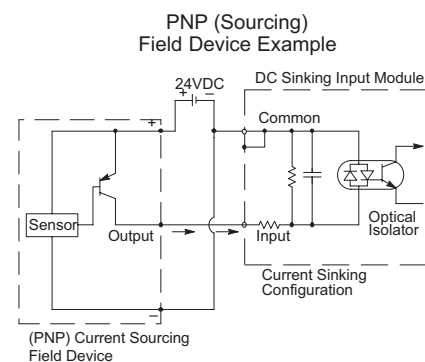 PNP (Sourcing)
Field Device Example
24VDC
+ –
DC Sinking Input Module
+
Common
Sensor
Output
Input
Optical
Isolator
Current Sinking
Configuration
–
(PNP) Current Sourcing
Field Device